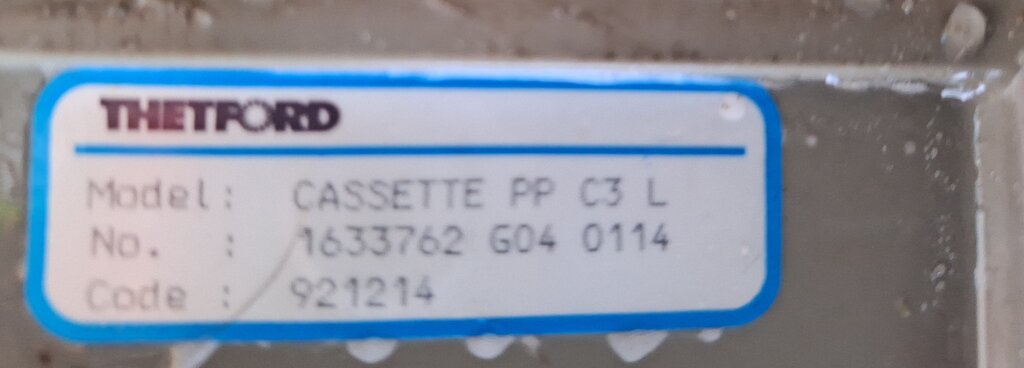 THETFORD
Model: CASSETTE PP C3 L
No. : 1633762 G04 0114
Code : 921214